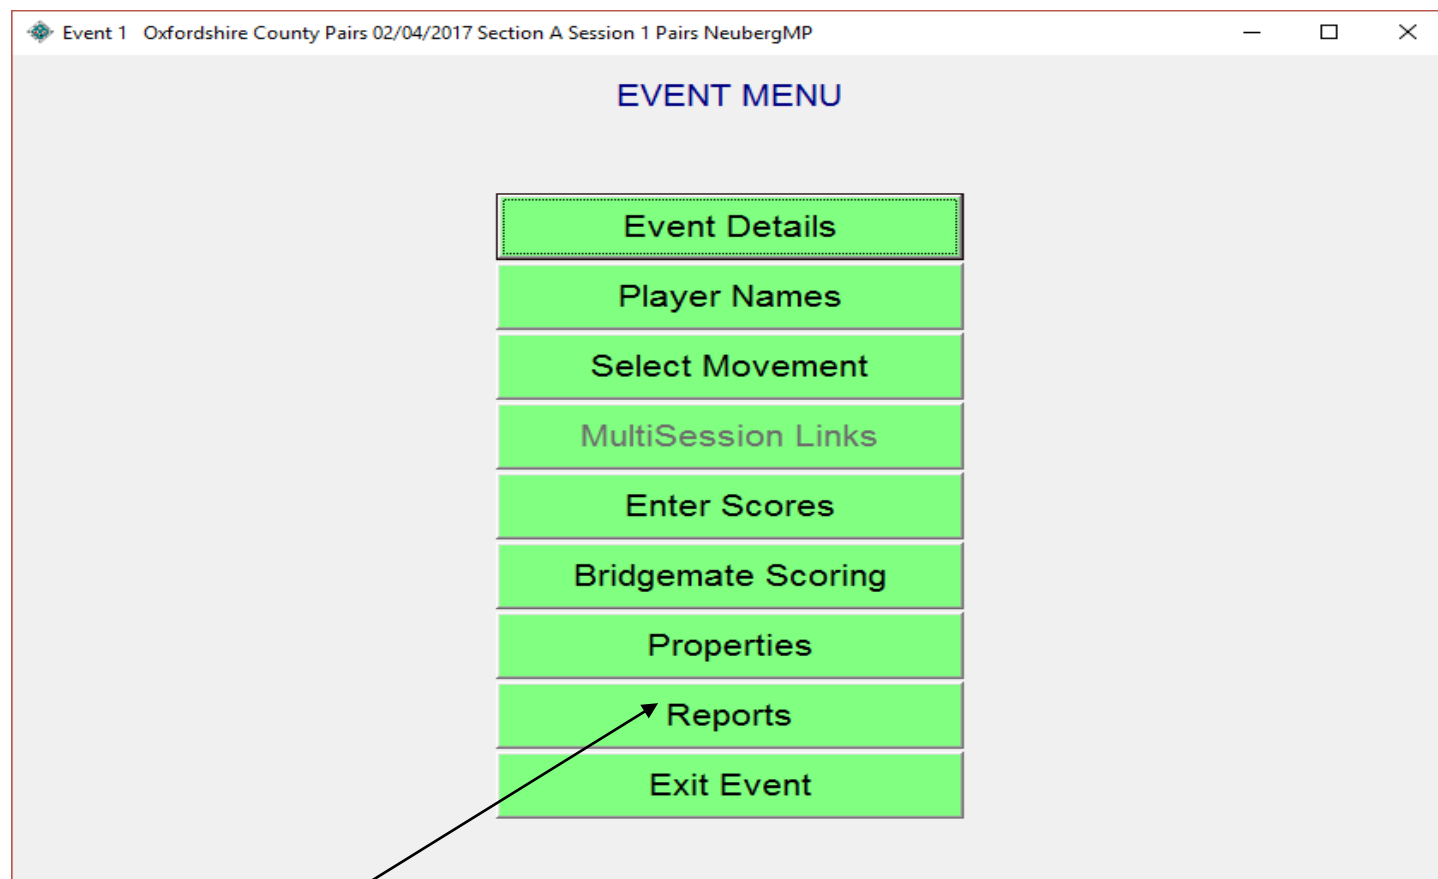 Event 1 Oxfordshire County Pairs 02/04/2017 Section A Session 1 Pairs NeubergMP
EVENT MENU
Event Details
Player Names
Select Movement
MultiSession Links
Enter Scores
Bridgemate Scoring
Properties
Reports
Exit Event